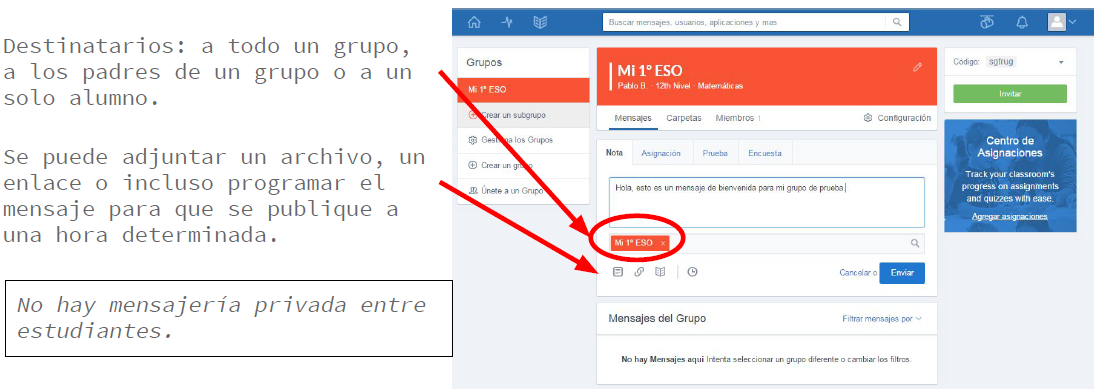 Destinatarios: a todo un grupo,
a los padres de un grupo o a un
solo alumno.
Se puede adjuntar un archivo, un
enlace o incluso programar el
mensaje para que se publique a
una hora determinada.
No hay mensajería privada entre
estudiantes.
Buscar mensajes, usuarios, aplicaciones y mas
Grupos
Mi 1º ESO
Crear un subgrupo
Gestiona los Grupos
Crear un grupo
Únete a un Grupo
Mi 1º ESO
Pablo B. · 12th Nivel · Matemáticas
Mensajes Carpetas Miembros 1 Configuración
Nota Asignación Prueba Encuesta
Hola, esto es un mensaje de bienvenida para mi grupo de prueba
Mi 1º ESO x
Cancelar o Enviar
Mensajes del Grupo Filtrar mensajes por
No hay Mensajes aqui Intenta seleccionar un grupo diferente o cambiar los filtros.
Código: sgfrug
Invitar
Centro de
Asignaciones
Track your classroom's
progress on assignments
and quizzes with ease.
Agregar asignaciones